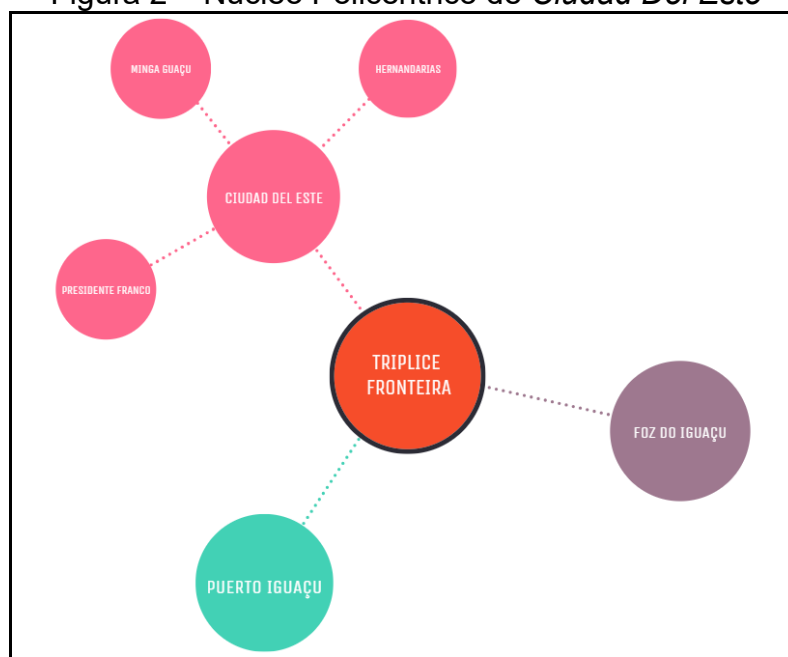 Figura 2 – Núcleo Policêntrico de Ciudad Del Este
MINGA GUAÇU
HERNANDARIAS
CIUDAD DEL ESTE
PRESIDENTE FRANCO
TRIPLICE
FRONTEIRA
FOZ DO IGUAÇU
PUERTO IGUAÇU